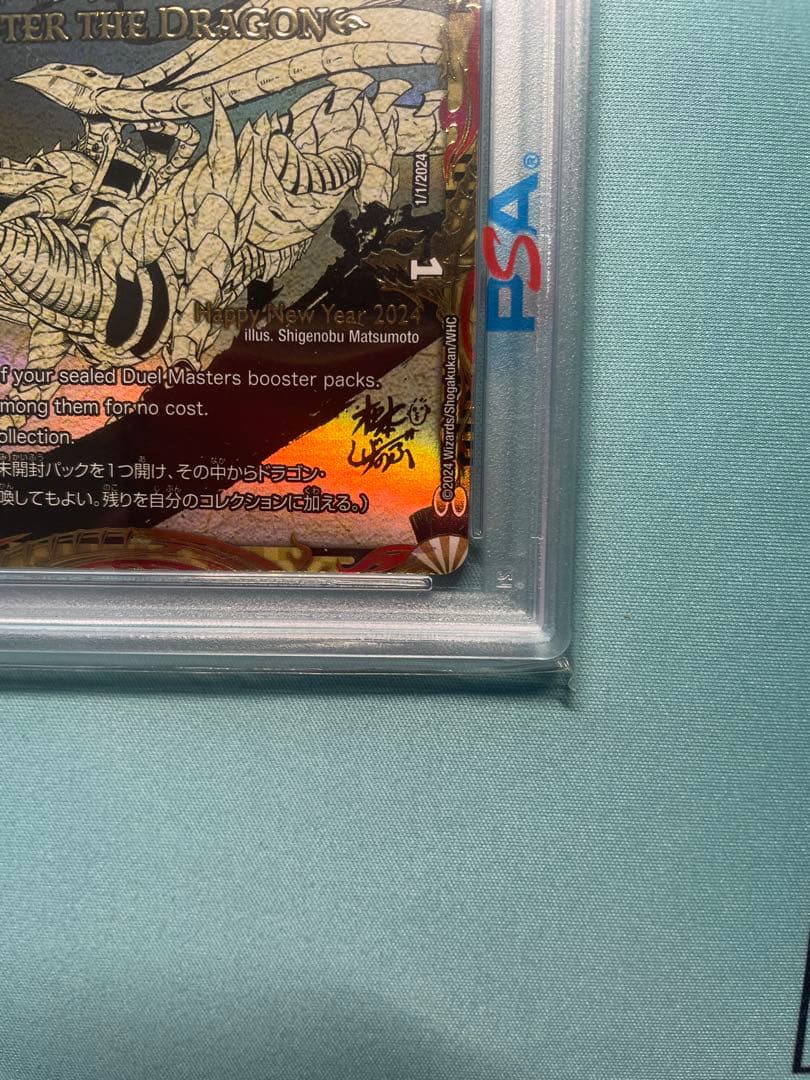 TER THE DRAGON
1/1/2024
1
PSA®
Happy New Year 2024
illus. Shigenobu Matsumoto
f your sealed Duel Masters booster packs.
mong them for no cost.
ollection.
未開封パックを1つ開け、その中からドラゴン・
喚してもよい。残りを自分のコレクションに加える。)
©2024 Wizards/Shogakukan/WHC